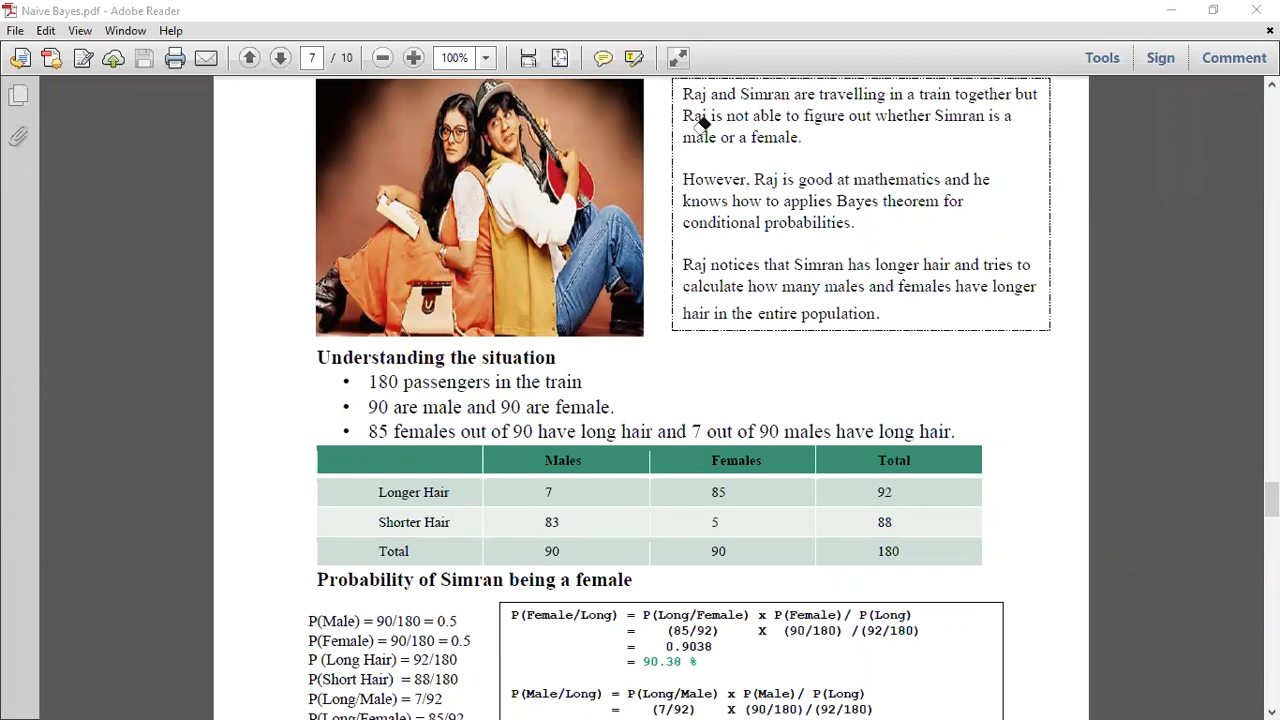 Naive Bayes.pdf - Adobe Reader
File Edit View Window Help
7 / 10 100% Tools Sign Comment
Raj and Simran are travelling in a train together but
Raj is not able to figure out whether Simran is a
male or a female.
However, Raj is good at mathematics and he
knows how to applies Bayes theorem for
conditional probabilities.
Raj notices that Simran has longer hair and tries to
calculate how many males and females have longer
hair in the entire population.
Understanding the situation
• 180 passengers in the train
• 90 are male and 90 are female.
• 85 females out of 90 have long hair and 7 out of 90 males have long hair.
Males Females Total
Longer Hair 7 85 92
Shorter Hair 83 5 88
Total 90 90 180
Probability of Simran being a female
P(Male) = 90/180 = 0.5
P(Female) = 90/180 = 0.5
P (Long Hair) = 92/180
P(Short Hair) = 88/180
P(Long/Male) = 7/92
P(Long/Female) = 85/92
P(Female/Long) = P(Long/Female) x P(Female)/ P(Long)
= (85/92) X (90/180) /(92/180)
= 0.9038
= 90.38 %
P(Male/Long) = P(Long/Male) x P(Male)/ P(Long)
= (7/92) X (90/180)/(92/180)